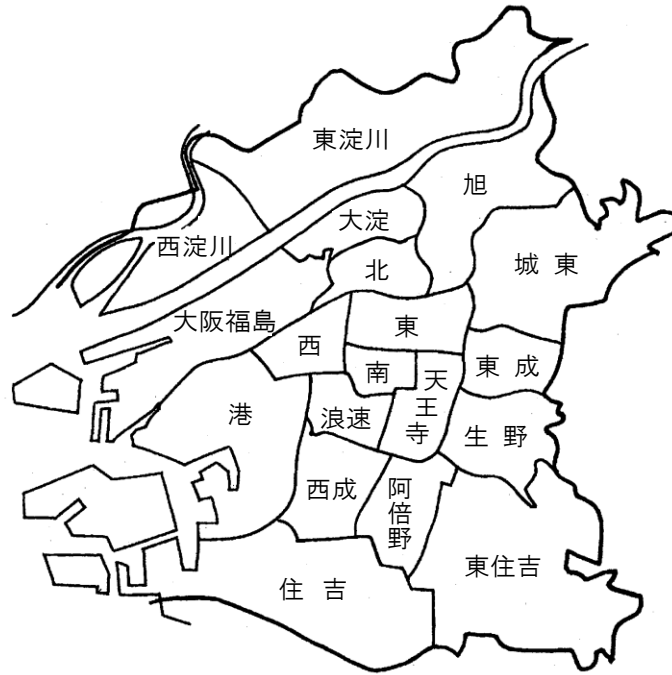 東淀川
旭
大淀
西淀川
城東
北
大阪福島
東
西
東成
南
天王寺
港
浪速
生野
西成
阿倍野
東住吉
住吉